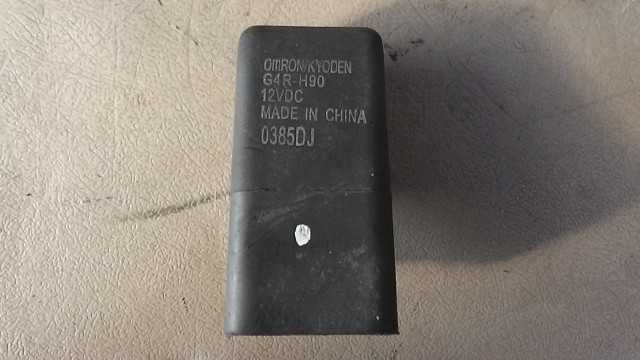 OMRON/KYODEN
G4R-H90
12VDC
MADE IN CHINA
0385DJ